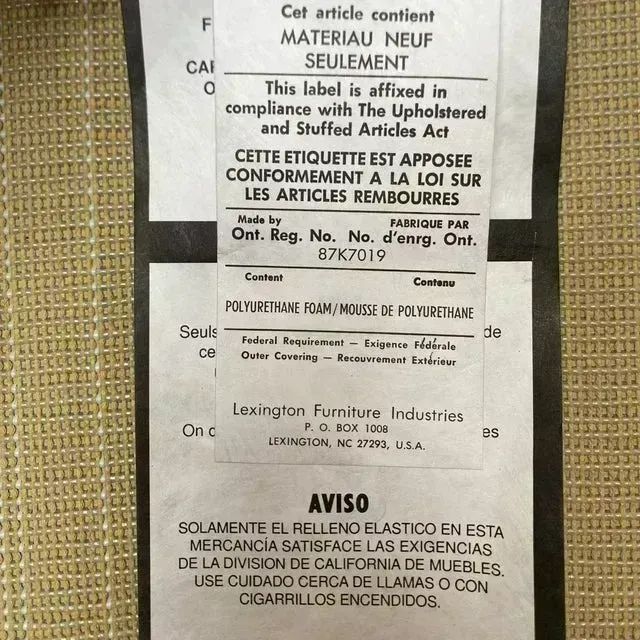 Cet article contient
MATERIAU NEUF
SEULEMENT
This label is affixed in
compliance with The Upholstered
and Stuffed Articles Act
CETTE ETIQUETTE EST APPOSEE
CONFORMEMENT A LA LOI SUR
LES ARTICLES REMBOURRES
Made by FABRIQUE PAR
Ont. Reg. No. No. d'enrg. Ont.
87K7019
Content Contenu
POLYURETHANE FOAM/MOUSSE DE POLYURETHANE
Seuls de
Federal Requirement — Exigence Fédérale
Outer Covering — Recouvrement Extérieur
Lexington Furniture Industries
P. O. BOX 1008
LEXINGTON, NC 27293, U.S.A.
AVISO
SOLAMENTE EL RELLENO ELASTICO EN ESTA
MERCANCÍA SATISFACE LAS EXIGENCIAS
DE LA DIVISION DE CALIFORNIA DE MUEBLES.
USE CUIDADO CERCA DE LLAMAS O CON
CIGARRILLOS ENCENDIDOS.